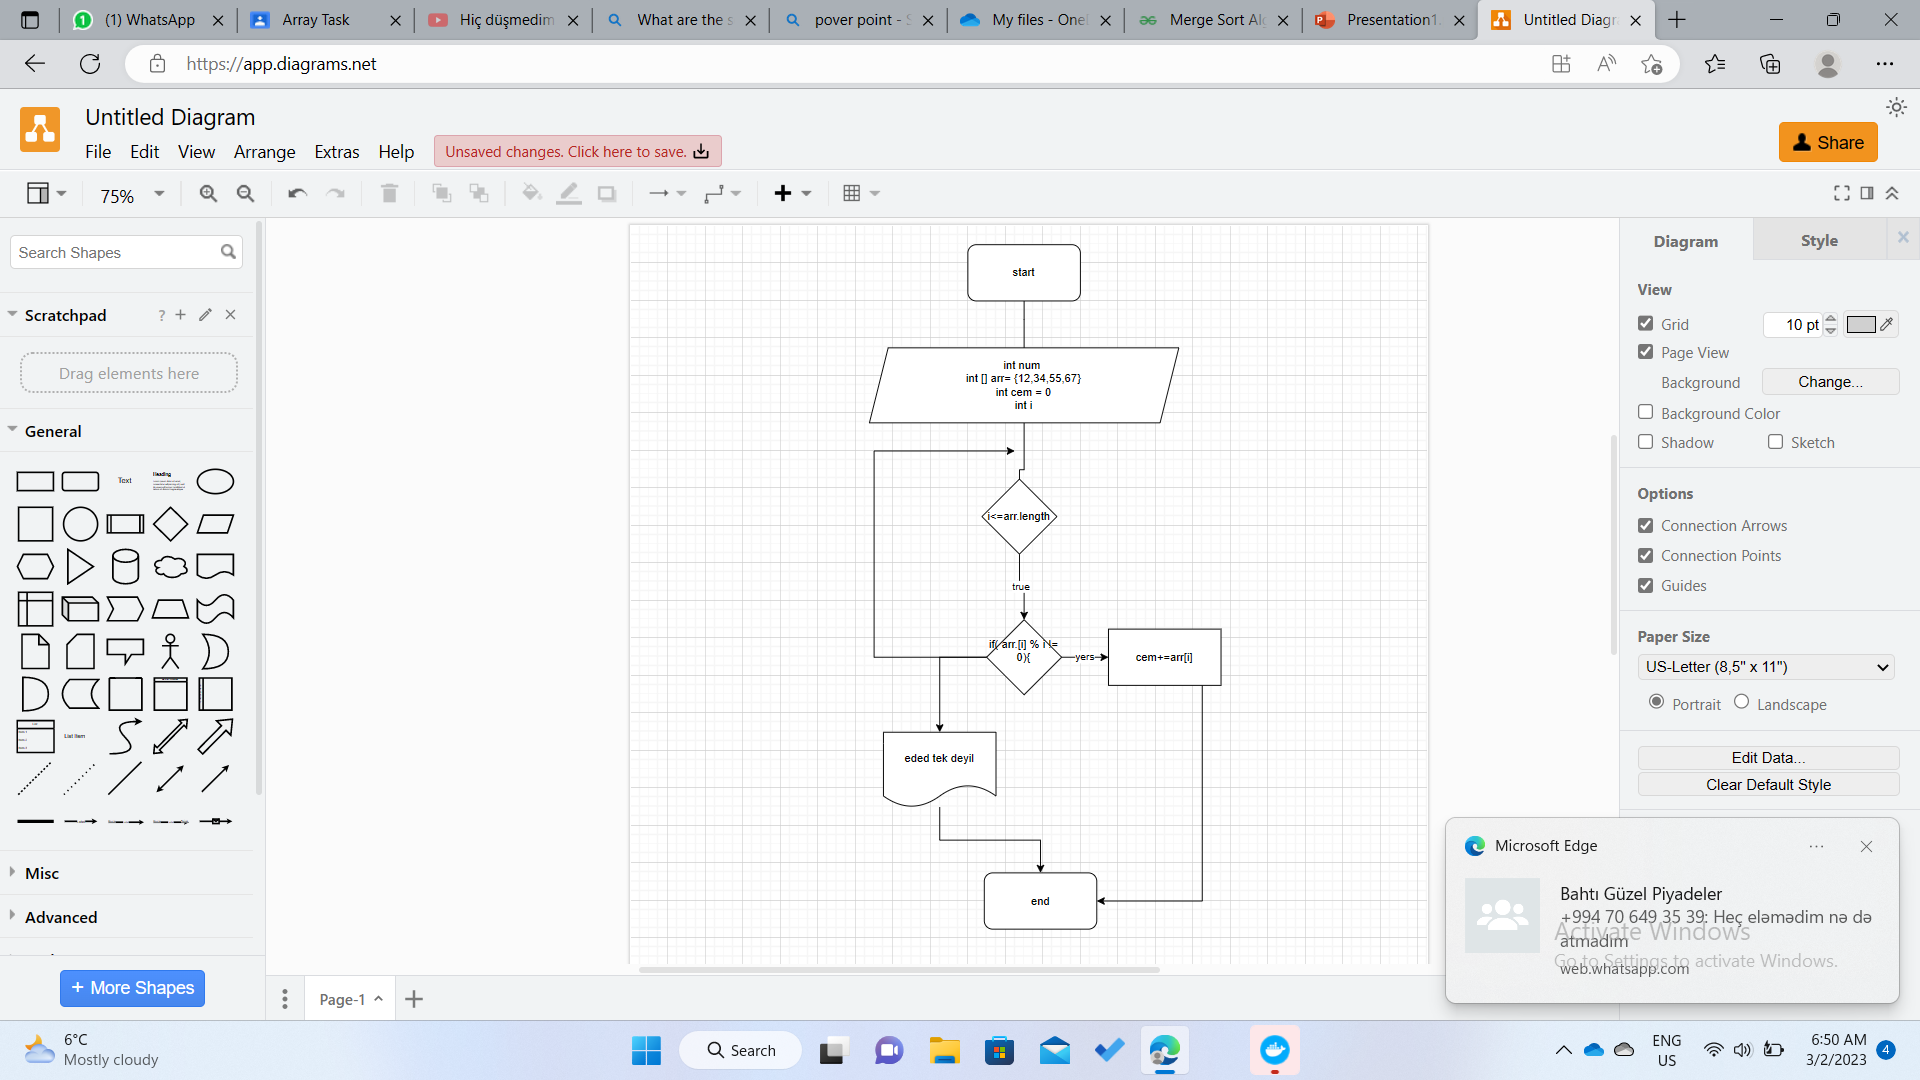 (1) WhatsApp
Array Task
Hiç düşmedim
What are the s
pover point - S
My files - One
Merge Sort Alg
Presentation1.
Untitled Diagr
https://app.diagrams.net
Untitled Diagram
File Edit View Arrange Extras Help
Unsaved changes. Click here to save.
Share
75%
Search Shapes
Scratchpad
?
Drag elements here
General
Text
Heading
List Item
Misc
Advanced
+ More Shapes
start
int num
int [] arr= {12,34,55,67}
int cem = 0
int i
i<=arr.length
true
if( arr.[i] % i !=
0){
yers
cem+=arr[i]
eded tek deyil
end
Page-1
Diagram
Style
View
Grid
10 pt
Page View
Background
Change...
Background Color
Shadow
Sketch
Options
Connection Arrows
Connection Points
Guides
Paper Size
US-Letter (8,5" x 11")
Portrait
Landscape
Edit Data...
Clear Default Style
Microsoft Edge
Bahtı Güzel Piyadeler
+994 70 649 35 39: Heç eləmədim nə də
atmadım
web.whatsapp.com
Activate Windows
Go to Settings to activate Windows.
6°C
Mostly cloudy
Search
ENG
US
6:50 AM
3/2/2023
4